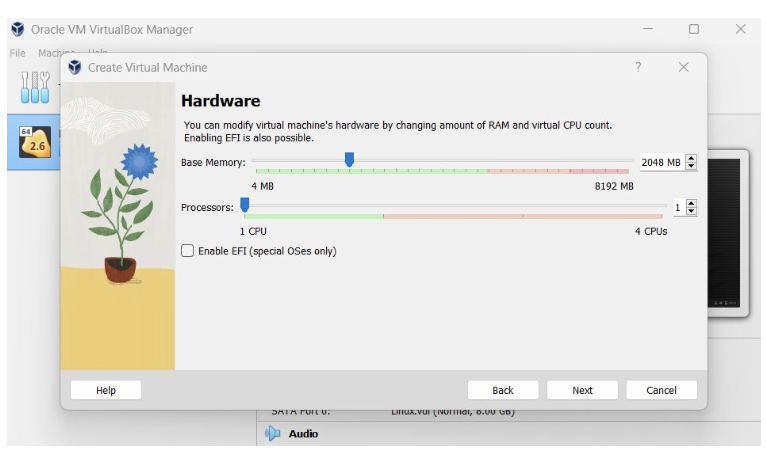 Oracle VM VirtualBox Manager
File Machine Help
Create Virtual Machine ?
64
2.6
Hardware
You can modify virtual machine's hardware by changing amount of RAM and virtual CPU count.
Enabling EFI is also possible.
Base Memory: 2048 MB
4 MB 8192 MB
Processors: 1
1 CPU 4 CPUs
Enable EFI (special OSes only)
Help Back Next Cancel
SATA Port 0: Linux.vdi (Normal, 8.00 GB)
Audio